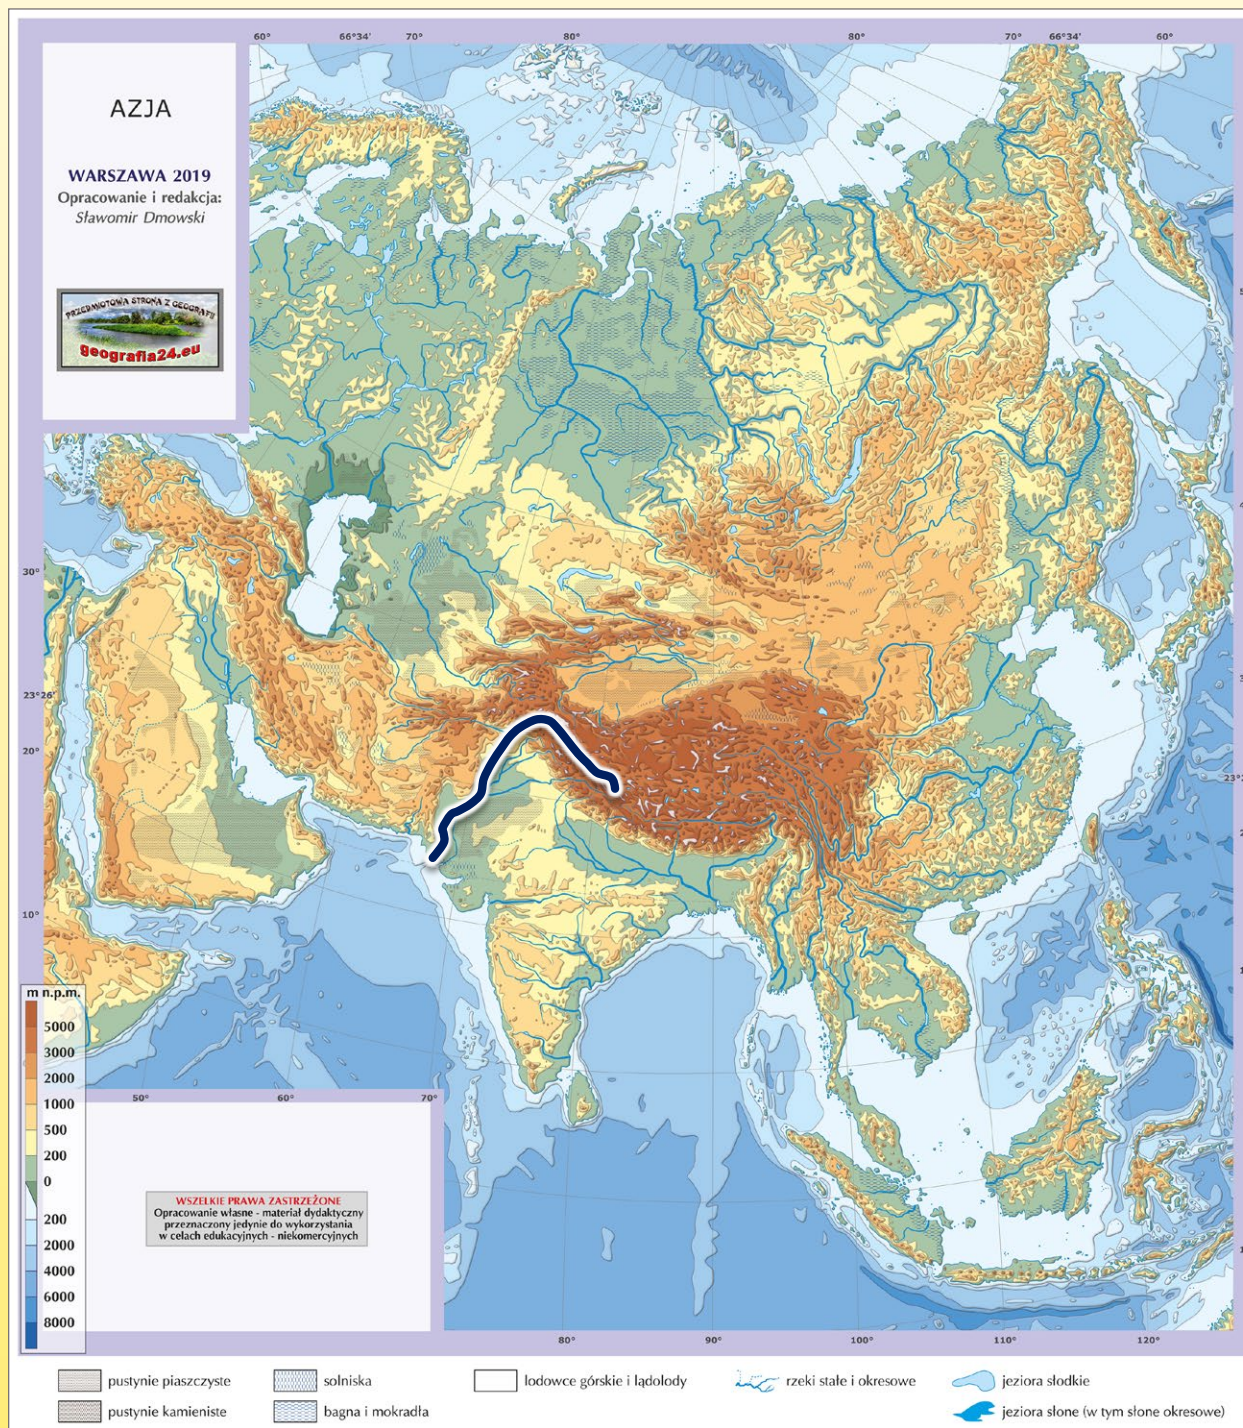 60°
66°34'
70°
80°
80°
70°
66°34'
60°
AZJA
WARSZAWA 2019
Opracowanie i redakcja:
Sławomir Dmowski
PRZEDMIOTOWA STRONA Z GEOGRAFII
geografia24.eu
30°
23°26'
20°
10°
m n.p.m.
5000
3000
2000
1000
500
200
0
200
2000
4000
6000
8000
50°
60°
70°
WSZELKIE PRAWA ZASTRZEŻONE
Opracowanie własne - materiał dydaktyczny
przeznaczony jedynie do wykorzystania
w celach edukacyjnych - niekomercyjnych
80°
90°
100°
110°
120°
pustynie piaszczyste
solniska
lodowce górskie i lądolody
rzeki stałe i okresowe
jeziora słodkie
pustynie kamieniste
bagna i mokradła
jeziora słone (w tym słone okresowe)